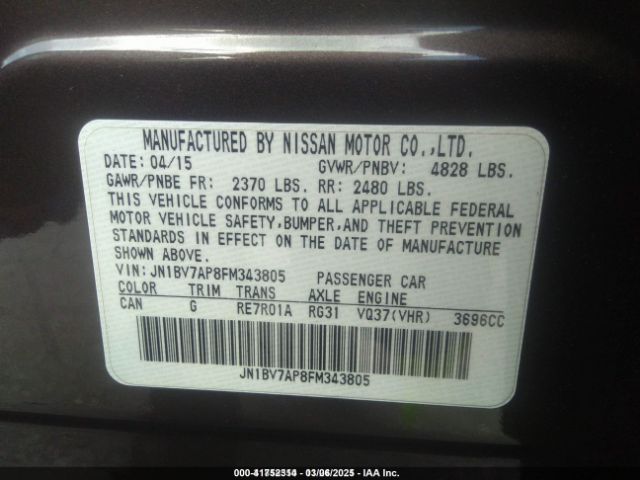 MANUFACTURED BY NISSAN MOTOR CO.,LTD.
DATE: 04/15 GVWR/PNBV: 4828 LBS.
GAWR/PNBE FR: 2370 LBS. RR: 2480 LBS.
THIS VEHICLE CONFORMS TO ALL APPLICABLE FEDERAL
MOTOR VEHICLE SAFETY,BUMPER,AND THEFT PREVENTION
STANDARDS IN EFFECT ON THE DATE OF MANUFACTURE
SHOWN ABOVE.
VIN:JN1BV7AP8FM343805 PASSENGER CAR
COLOR TRIM TRANS AXLE ENGINE
CAN G RE7R01A RG31 VQ37(VHR) 3696CC
JN1BV7AP8FM343805
03/06/2025 - IAA Inc.